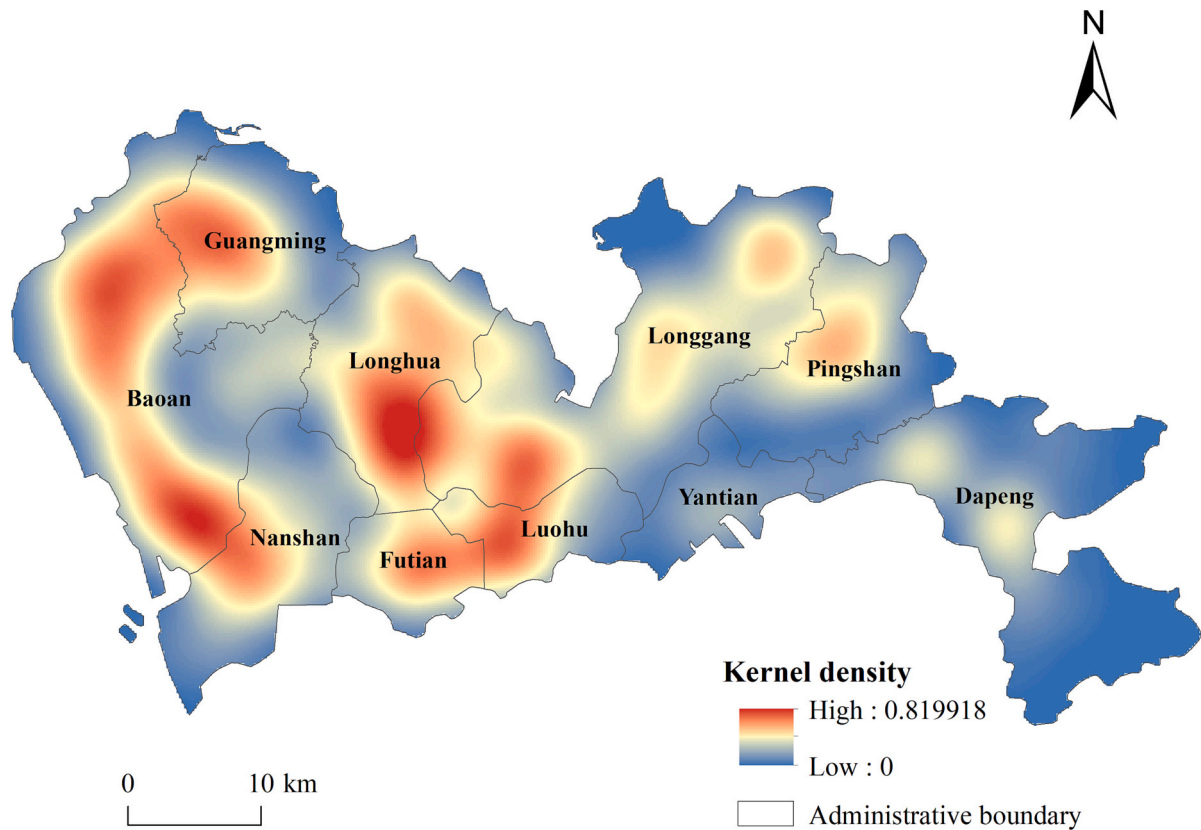 N
Guangming
Longhua
Longgang
Pingshan
Baoan
Yantian
Dapeng
Nanshan
Luohu
Futian
Kernel density
High : 0.819918
Low : 0
0 10 km
Administrative boundary